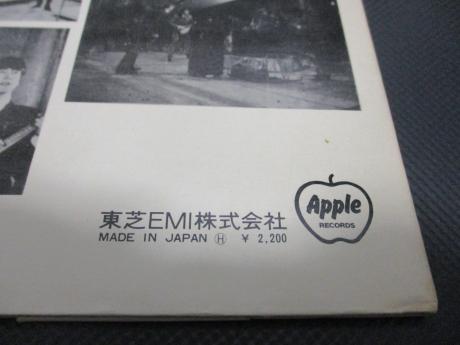 東芝EMI株式会社
MADE IN JAPAN Ⓗ ¥ 2,200
Apple
RECORDS